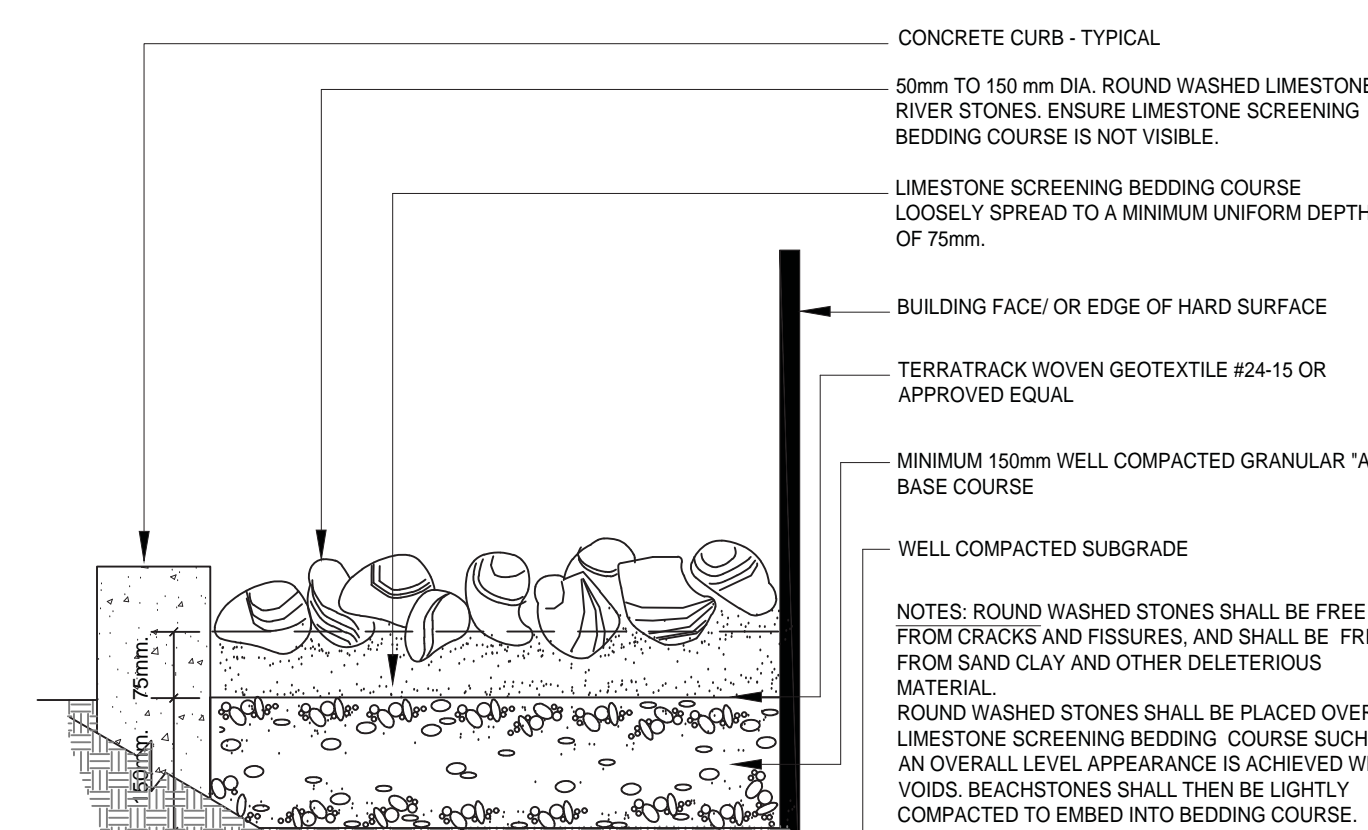 CONCRETE CURB - TYPICAL
50mm TO 150 mm DIA. ROUND WASHED LIMESTONE
RIVER STONES. ENSURE LIMESTONE SCREENING
BEDDING COURSE IS NOT VISIBLE.
LIMESTONE SCREENING BEDDING COURSE
LOOSELY SPREAD TO A MINIMUM UNIFORM DEPTH
OF 75mm.
BUILDING FACE/ OR EDGE OF HARD SURFACE
TERRATRACK WOVEN GEOTEXTILE #24-15 OR
APPROVED EQUAL
MINIMUM 150mm WELL COMPACTED GRANULAR "A
BASE COURSE
WELL COMPACTED SUBGRADE
NOTES: ROUND WASHED STONES SHALL BE FREE
FROM CRACKS AND FISSURES, AND SHALL BE
FROM SAND CLAY AND OTHER DELETERIOUS
MATERIAL.
ROUND WASHED STONES SHALL BE PLACED OVER
LIMESTONE SCREENING BEDDING COURSE SUCH
AN OVERALL LEVEL APPEARANCE IS ACHIEVED
VOIDS. BEACHSTONES SHALL THEN BE LIGHTLY
COMPACTED TO EMBED INTO BEDDING COURSE.
75mm.
150mm.